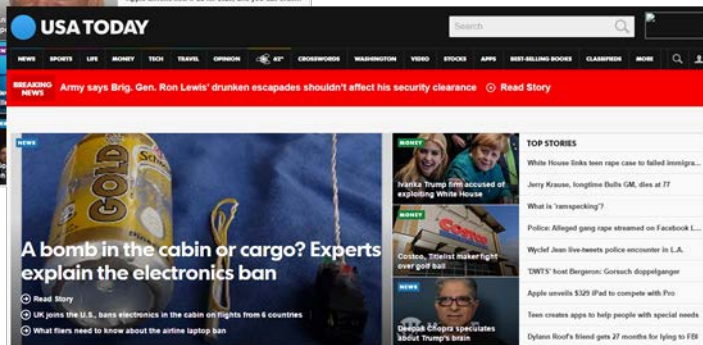 USA TODAY
Search
NEWS SPORTS LIFE MONEY TECH TRAVEL OPINION 61° CROSSWORDS WASHINGTON VIDEO STOCKS APPS BEST-SELLING BOOKS CLASSIFIEDS MORE
BREAKING NEWS
Army says Brig. Gen. Ron Lewis' drunken escapades shouldn't affect his security clearance Read Story
NEWS
GOLD
Schw
A bomb in the cabin or cargo? Experts
explain the electronics ban
Read Story
UK joins the U.S., bans electronics in the cabin on flights from 6 countries
What fliers need to know about the airline laptop ban
MONEY
Ivanka Trump firm accused of
exploiting White House
MONEY
COSTCO
Costco, Titlelist maker fight
over golf ball
NEWS
Deepak Chopra speculates
about Trump's brain
TOP STORIES
White House links teen rape case to failed immigra...
Jerry Krause, longtime Bulls GM, dies at 77
What is 'ramspecking'?
Police: Alleged gang rape streamed on Facebook L...
Wyclef Jean live-tweets police encounter in L.A.
'DWTS' host Bergeron: Gorsuch doppelganger
Apple unveils $329 iPad to compete with Pro
Teen creates apps to help people with special needs
Dylann Roof's friend gets 27 months for lying to FBI